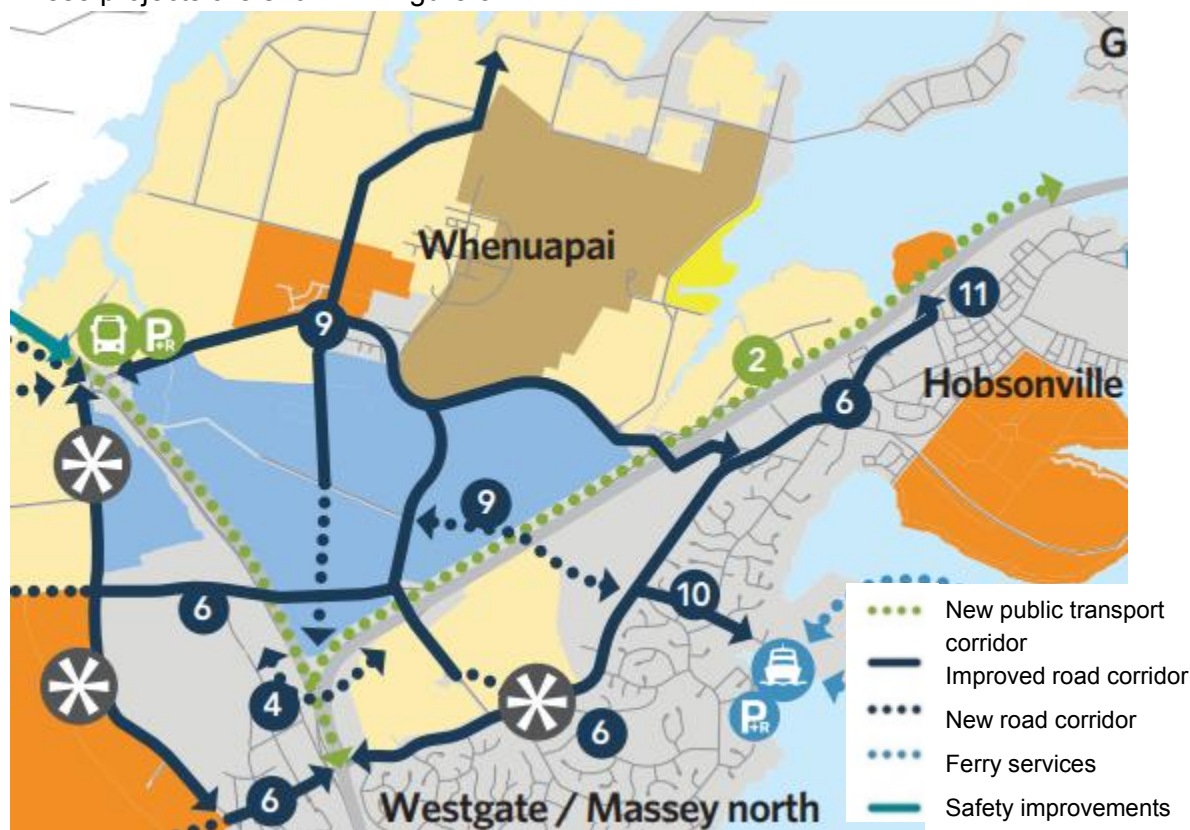 G
Whenuapai
9
P+R
11
2
Hobsonville
6
9
10
6
4
P+R
6
6
Westgate / Massey north
New public transport
corridor
Improved road corridor
New road corridor
Ferry services
Safety improvements